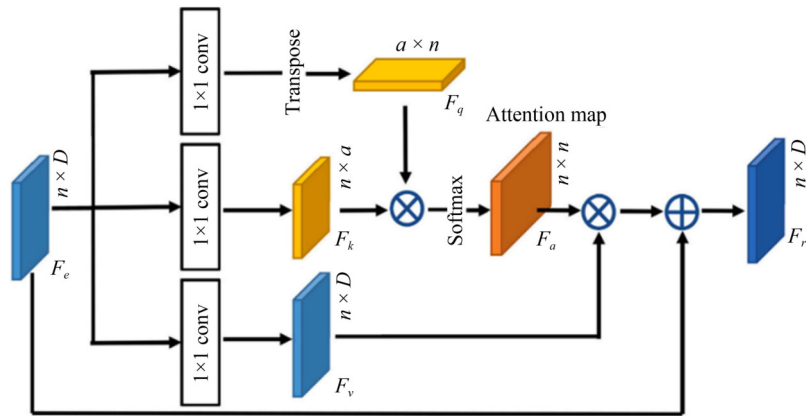 1×1 conv
Transpose
a × n
F_q
Attention map
n × D
F_e
1×1 conv
n × a
F_k
Softmax
n × n
F_a
n × D
F_r
1×1 conv
n × D
F_v